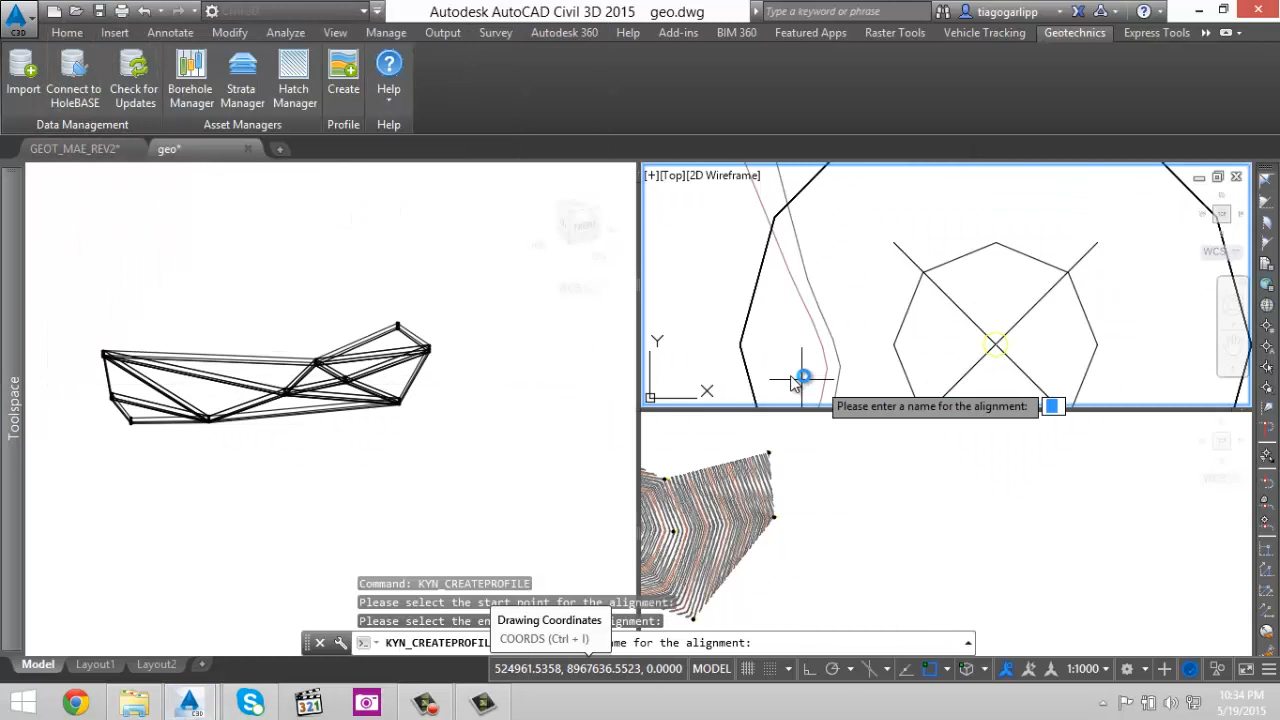 Autodesk AutoCAD Civil 3D 2015 geo.dwg
Type a keyword or phrase
tiagogarlipp
C3D
Home Insert Annotate Modify Analyze View Manage Output Survey Autodesk 360 Help Add-ins BIM 360 Featured Apps Raster Tools Vehicle Tracking Geotechnics Express Tools
Import
Connect to HoleBASE
Check for Updates
Borehole Manager
Strata Manager
Hatch Manager
Create
Help
Data Management
Asset Managers
Profile
Help
GEOT_MAE_REV2*
geo*
[+][Top][2D Wireframe]
WCS
Y
X
Toolspace
Please enter a name for the alignment:
Command: KYN_CREATEPROFILE
Please select the start point for the alignment:
Please select the en
ignment:
Drawing Coordinates
COORDS (Ctrl + I)
KYN_CREATEPROFIL
me for the alignment:
Model Layout1 Layout2
524961.5358, 8967636.5523, 0.0000 MODEL
1:1000
321
10:34 PM
5/19/2015